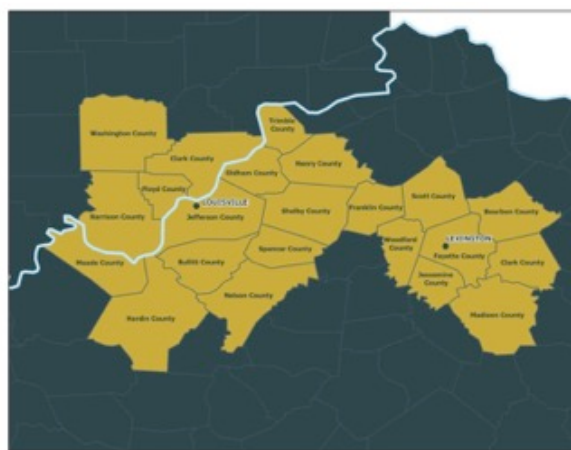 Trimble
County
Washington County
Clark County
Henry County
Oldham County
Floyd County
LOUISVILLE
Jefferson County
Harrison County
Shelby County
Franklin County
Scott County
Bourbon County
Woodford
County
LEXINGTON
Fayette County
Clark County
Jessamine
County
Madison County
Meade County
Bullitt County
Spencer County
Nelson County
Hardin County